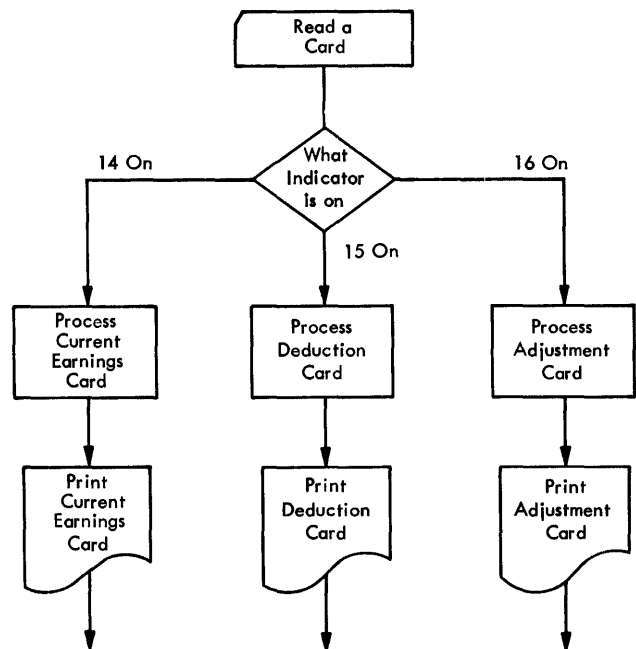 Read a
Card
What
Indicator
is on
14 On
16 On
15 On
Process
Current
Earnings
Card
Process
Deduction
Card
Process
Adjustment
Card
Print
Current
Earnings
Card
Print
Deduction
Card
Print
Adjustment
Card